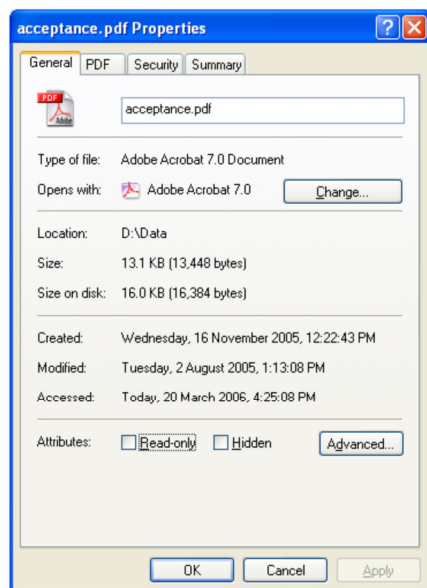 acceptance.pdf Properties
General PDF Security Summary
PDF
Adobe
acceptance.pdf
Type of file: Adobe Acrobat 7.0 Document
Opens with: Adobe Acrobat 7.0 Change...
Location: D:\Data
Size: 13.1 KB (13,448 bytes)
Size on disk: 16.0 KB (16,384 bytes)
Created: Wednesday, 16 November 2005, 12:22:43 PM
Modified: Tuesday, 2 August 2005, 1:13:08 PM
Accessed: Today, 20 March 2006, 4:25:08 PM
Attributes: Read-only Hidden Advanced...
OK Cancel Apply